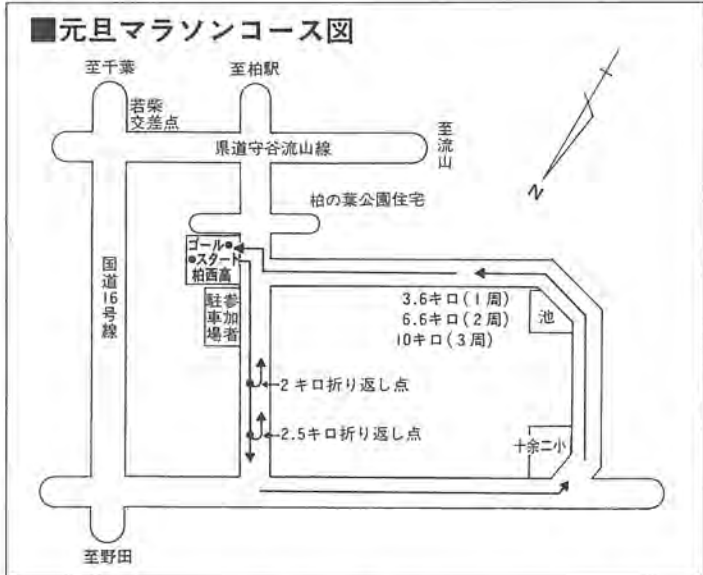 ■元旦マラソンコース図
至千葉
至柏駅
若柴
交差点
県道守谷流山線
至流山
N
柏の葉公園住宅
ゴール
スタート
柏西高
国道16号線
参加者
駐車場
3.6キロ(1周)
6.6キロ(2周)
10キロ(3周)
池
2キロ折り返し点
2.5キロ折り返し点
十余二小
至野田